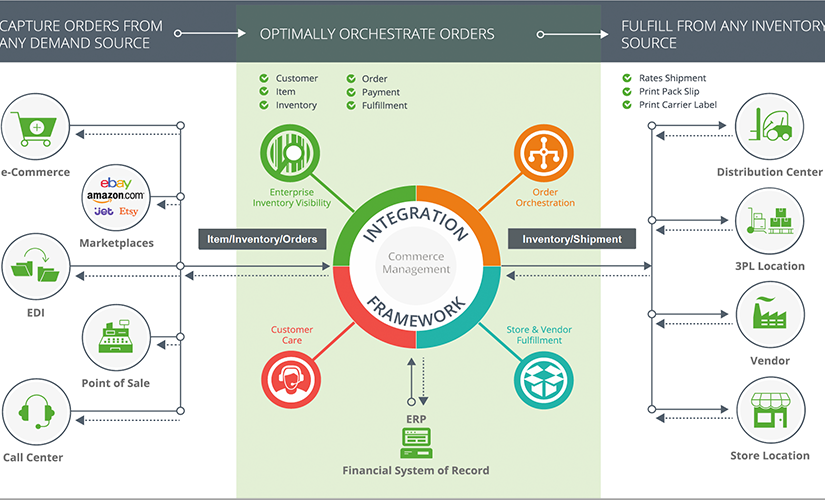 CAPTURE ORDERS FROM
ANY DEMAND SOURCE
OPTIMALLY ORCHESTRATE ORDERS
FULFILL FROM ANY INVENTORY
SOURCE
Customer
Item
Inventory
Order
Payment
Fulfillment
Rates Shipment
Print Pack Slip
Print Carrier Label
e-Commerce
ebay
amazon.com
Jet Etsy
Marketplaces
EDI
Point of Sale
Call Center
Item/Inventory/Orders
Enterprise
Inventory Visibility
Order
Orchestration
INTEGRATION
Commerce
Management
FRAMEWORK
Customer
Care
Store & Vendor
Fulfillment
ERP
Financial System of Record
Inventory/Shipment
Distribution Center
3PL Location
Vendor
Store Location